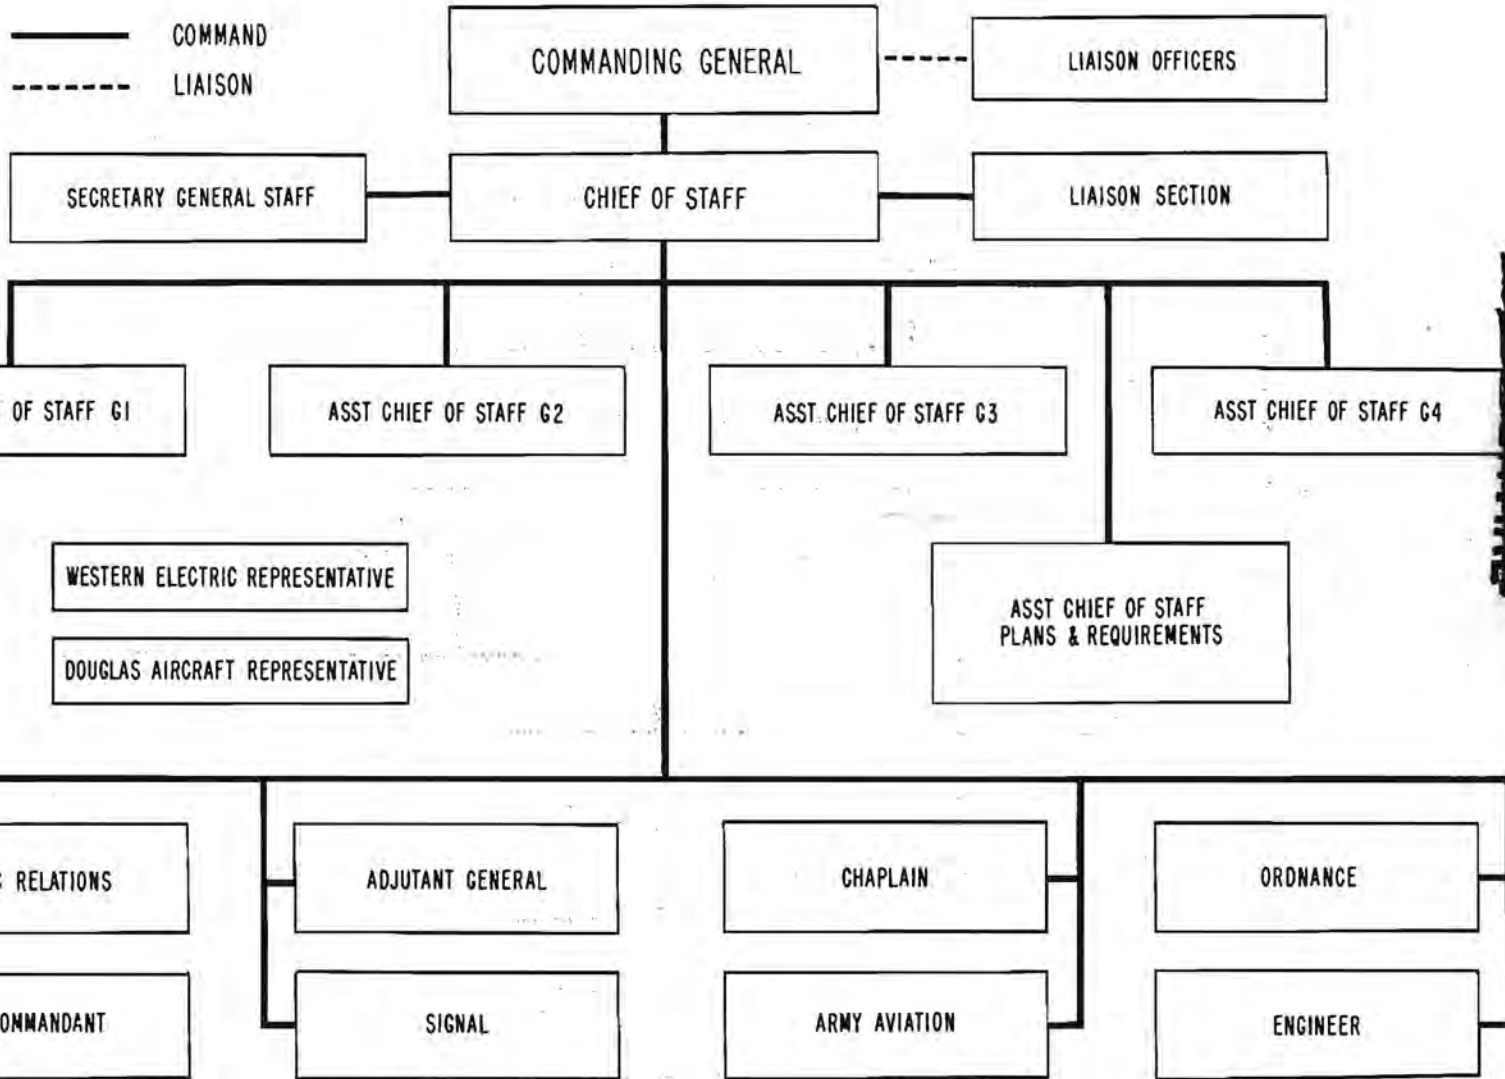 COMMAND
LIAISON
COMMANDING GENERAL
LIAISON OFFICERS
SECRETARY GENERAL STAFF
CHIEF OF STAFF
LIAISON SECTION
OF STAFF G1
ASST CHIEF OF STAFF G2
ASST CHIEF OF STAFF G3
ASST CHIEF OF STAFF G4
WESTERN ELECTRIC REPRESENTATIVE
DOUGLAS AIRCRAFT REPRESENTATIVE
ASST CHIEF OF STAFF
PLANS & REQUIREMENTS
RELATIONS
ADJUTANT GENERAL
CHAPLAIN
ORDNANCE
OMMANDANT
SIGNAL
ARMY AVIATION
ENGINEER